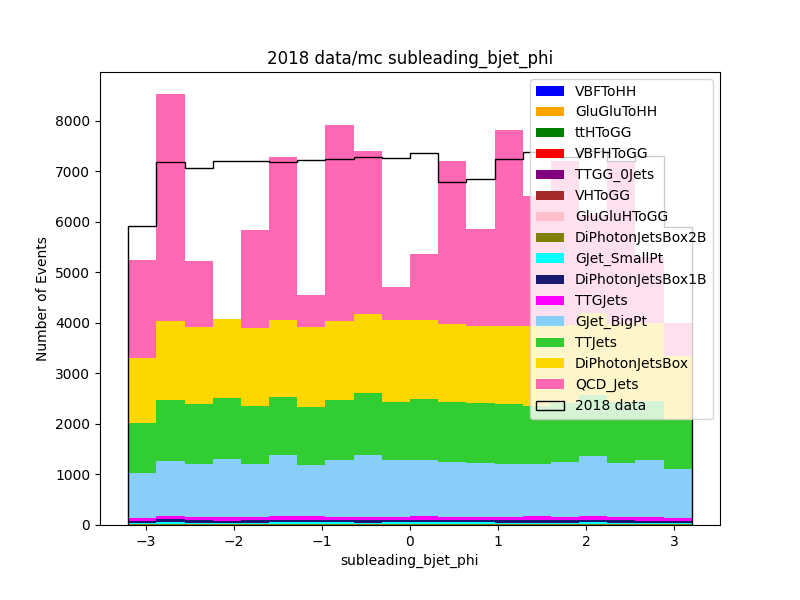 2018 data/mc subleading_bjet_phi
Number of Events
8000
7000
6000
5000
4000
3000
2000
1000
0
VBFToHH
GluGluToHH
ttHToGG
VBFHToGG
TTGG_0Jets
VHToGG
GluGluHToGG
DiPhotonJetsBox2B
GJet_SmallPt
DiPhotonJetsBox1B
TTGJets
GJet_BigPt
TTJets
DiPhotonJetsBox
QCD_Jets
2018 data
−3 −2 −1 0 1 2 3
subleading_bjet_phi